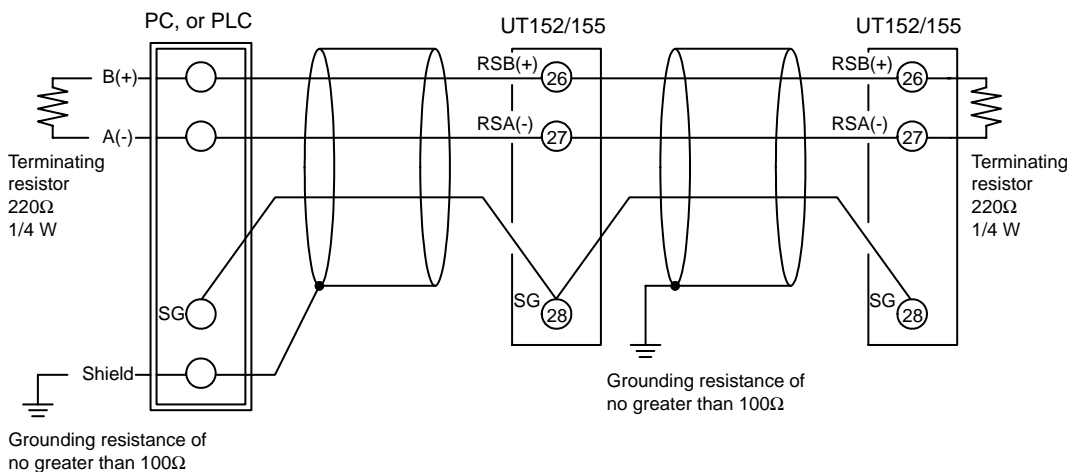 PC, or PLC
UT152/155
UT152/155
B(+)
RSB(+)
26
RSB(+)
26
A(-)
RSA(-)
27
RSA(-)
27
Terminating
resistor
220Ω
1/4 W
Terminating
resistor
220Ω
1/4 W
SG
SG
28
SG
28
Shield
Grounding resistance of
no greater than 100Ω
Grounding resistance of
no greater than 100Ω